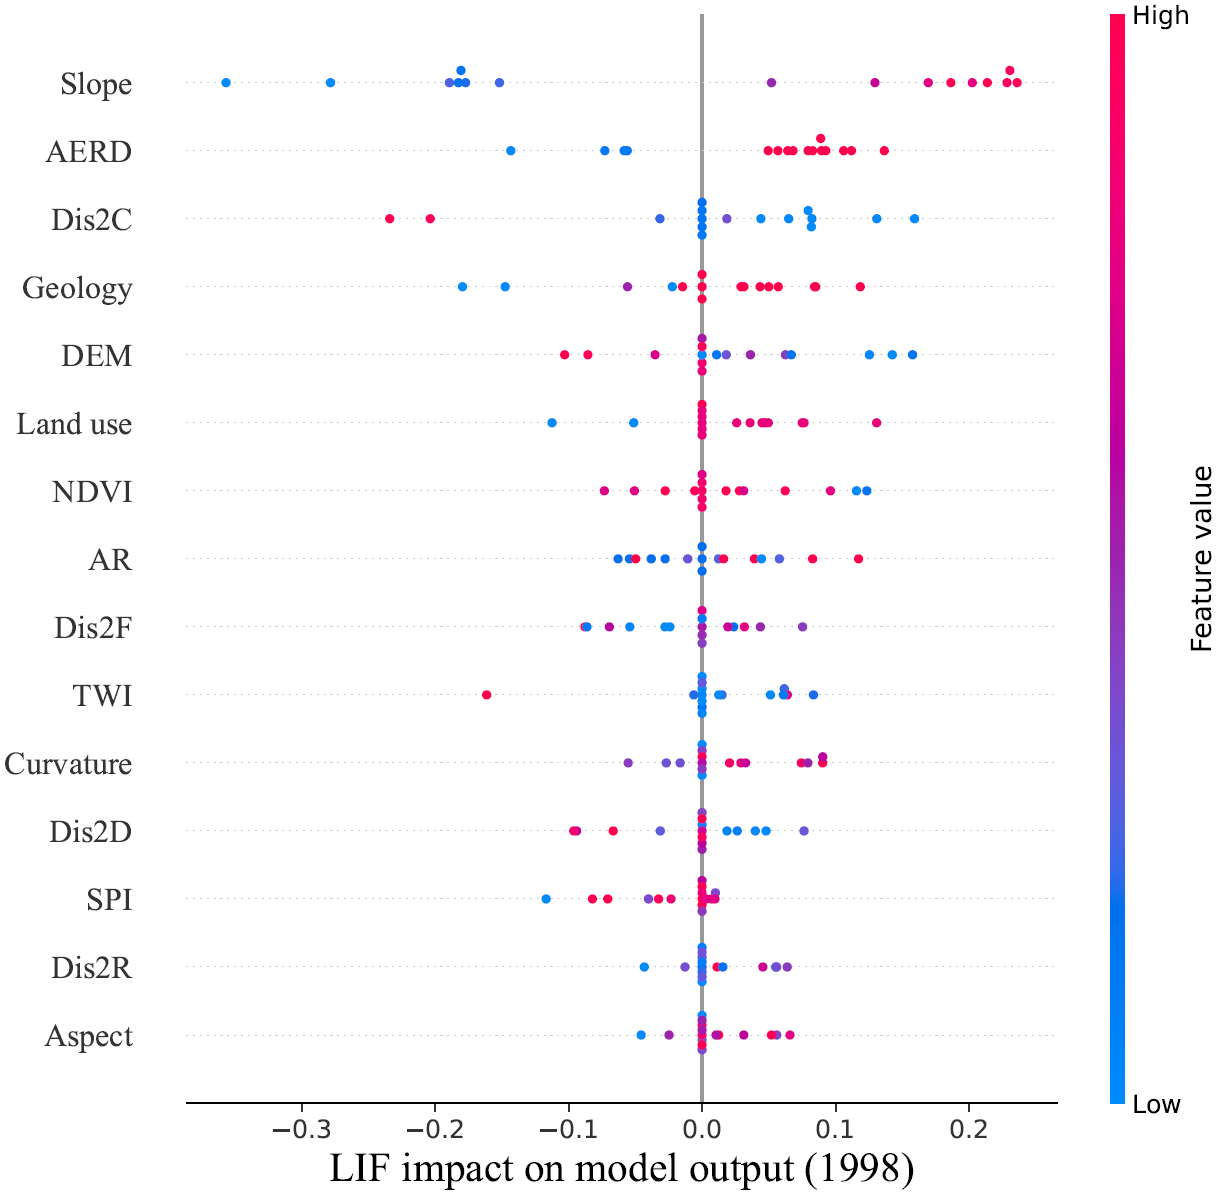 High
Slope
AERD
Dis2C
Geology
DEM
Land use
NDVI
AR
Dis2F
TWI
Curvature
Dis2D
SPI
Dis2R
Aspect
Feature value
Low
−0.3 −0.2 −0.1 0.0 0.1 0.2
LIF impact on model output (1998)